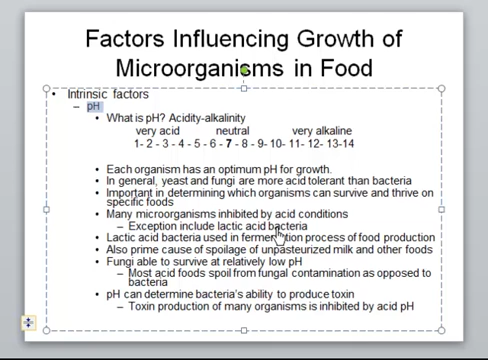 Factors Influencing Growth of
Microorganisms in Food
• Intrinsic factors
– pH
• What is pH? Acidity-alkalinity
very acid neutral very alkaline
1- 2 - 3 - 4 - 5 - 6 - 7 - 8 - 9 - 10- 11- 12- 13-14
• Each organism has an optimum pH for growth.
• In general, yeast and fungi are more acid tolerant than bacteria
• Important in determining which organisms can survive and thrive on
specific foods
• Many microorganisms inhibited by acid conditions
– Exception include lactic acid bacteria
• Lactic acid bacteria used in fermentation process of food production
• Also prime cause of spoilage of unpasteurized milk and other foods
• Fungi able to survive at relatively low pH
– Most acid foods spoil from fungal contamination as opposed to
bacteria
• pH can determine bacteria's ability to produce toxin
– Toxin production of many organisms is inhibited by acid pH